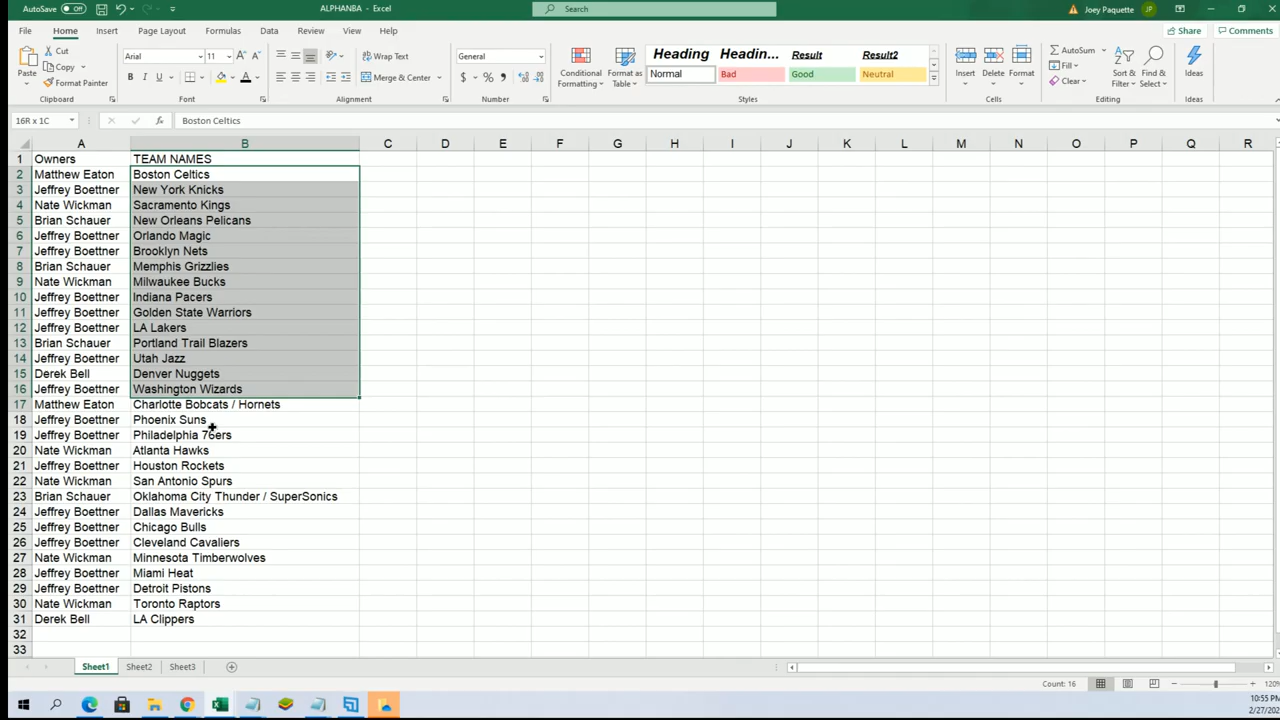 AutoSave Off ALPHANBA - Excel Search Joey Paquette JP
File Home Insert Page Layout Formulas Data Review View Help Share Comments
Paste Cut Copy Format Painter Clipboard
Arial 11 A A B I U A Font
Wrap Text Merge & Center Alignment
General $ % Number
Conditional Formatting Format as Table
Heading Headin... Result Result2
Normal Bad Good Neutral
Styles
Insert Delete Format Cells
AutoSum Fill Clear Sort & Filter Find & Select Editing
Ideas Ideas
16R x 1C fx Boston Celtics
A B C D E F G H I J K L M N O P Q R
1 Owners TEAM NAMES
2 Matthew Eaton Boston Celtics
3 Jeffrey Boettner New York Knicks
4 Nate Wickman Sacramento Kings
5 Brian Schauer New Orleans Pelicans
6 Jeffrey Boettner Orlando Magic
7 Jeffrey Boettner Brooklyn Nets
8 Brian Schauer Memphis Grizzlies
9 Nate Wickman Milwaukee Bucks
10 Jeffrey Boettner Indiana Pacers
11 Jeffrey Boettner Golden State Warriors
12 Jeffrey Boettner LA Lakers
13 Brian Schauer Portland Trail Blazers
14 Jeffrey Boettner Utah Jazz
15 Derek Bell Denver Nuggets
16 Jeffrey Boettner Washington Wizards
17 Matthew Eaton Charlotte Bobcats / Hornets
18 Jeffrey Boettner Phoenix Suns
19 Jeffrey Boettner Philadelphia 76ers
20 Nate Wickman Atlanta Hawks
21 Jeffrey Boettner Houston Rockets
22 Nate Wickman San Antonio Spurs
23 Brian Schauer Oklahoma City Thunder / SuperSonics
24 Jeffrey Boettner Dallas Mavericks
25 Jeffrey Boettner Chicago Bulls
26 Jeffrey Boettner Cleveland Cavaliers
27 Nate Wickman Minnesota Timberwolves
28 Jeffrey Boettner Miami Heat
29 Jeffrey Boettner Detroit Pistons
30 Nate Wickman Toronto Raptors
31 Derek Bell LA Clippers
32
33
Sheet1 Sheet2 Sheet3
Count: 16 120%
10:55 PM
2/27/202